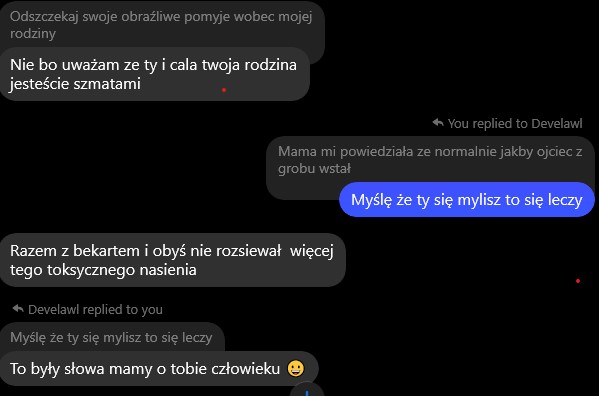 Odszczekaj swoje obraźliwe pomyje wobec mojej
rodziny
Nie bo uważam ze ty i cala twoja rodzina
jesteście szmatami
You replied to Develawl
Mama mi powiedziała ze normalnie jakby ojciec z
grobu wstał
Myślę że ty się mylisz to się leczy
Razem z bekartem i obyś nie rozsiewał więcej
tego toksycznego nasienia
Develawl replied to you
Myślę że ty się mylisz to się leczy
To były słowa mamy o tobie człowieku 😀